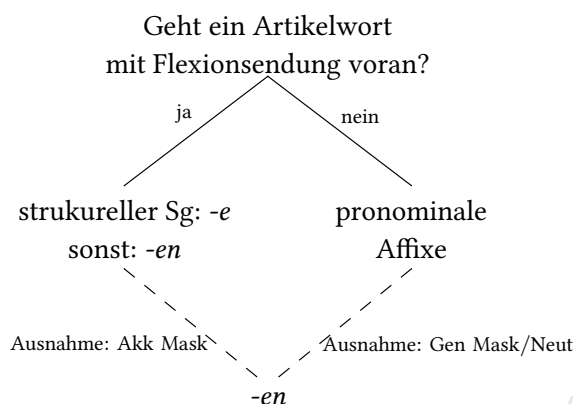 Geht ein Artikelwort
mit Flexionsendung voran?
ja
nein
strukureller Sg: -e
sonst: -en
pronominale
Affixe
Ausnahme: Akk Mask
Ausnahme: Gen Mask/Neut
-en